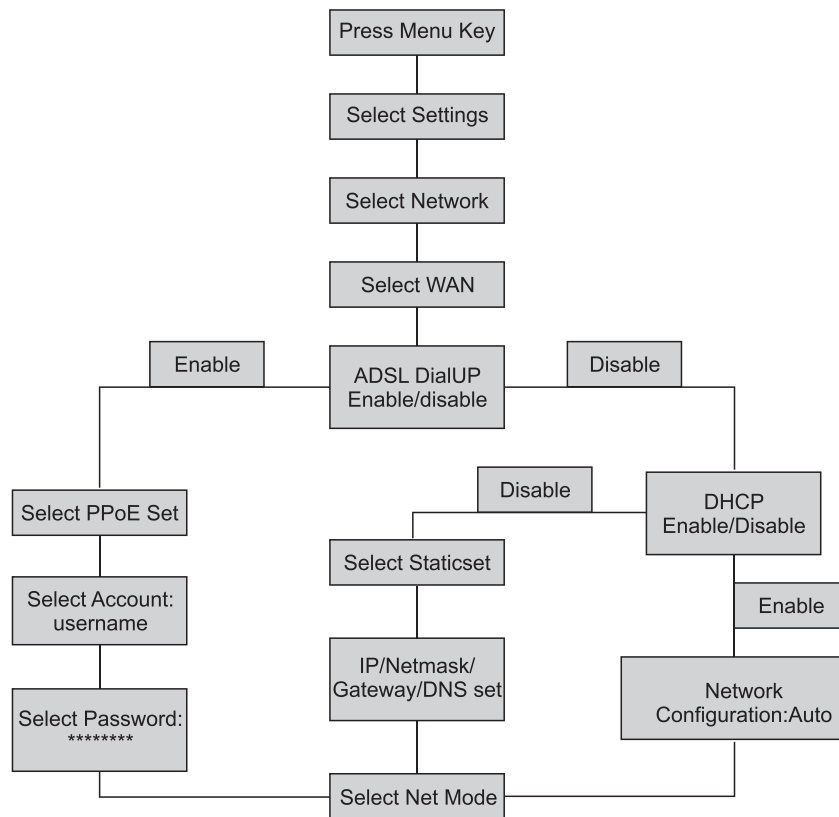 Press Menu Key
Select Settings
Select Network
Select WAN
Enable
ADSL DialUP
Enable/disable
Disable
Select PPoE Set
Disable
DHCP
Enable/Disable
Select Staticset
Select Account:
username
Enable
IP/Netmask/
Gateway/DNS set
Select Password:
********
Network
Configuration:Auto
Select Net Mode